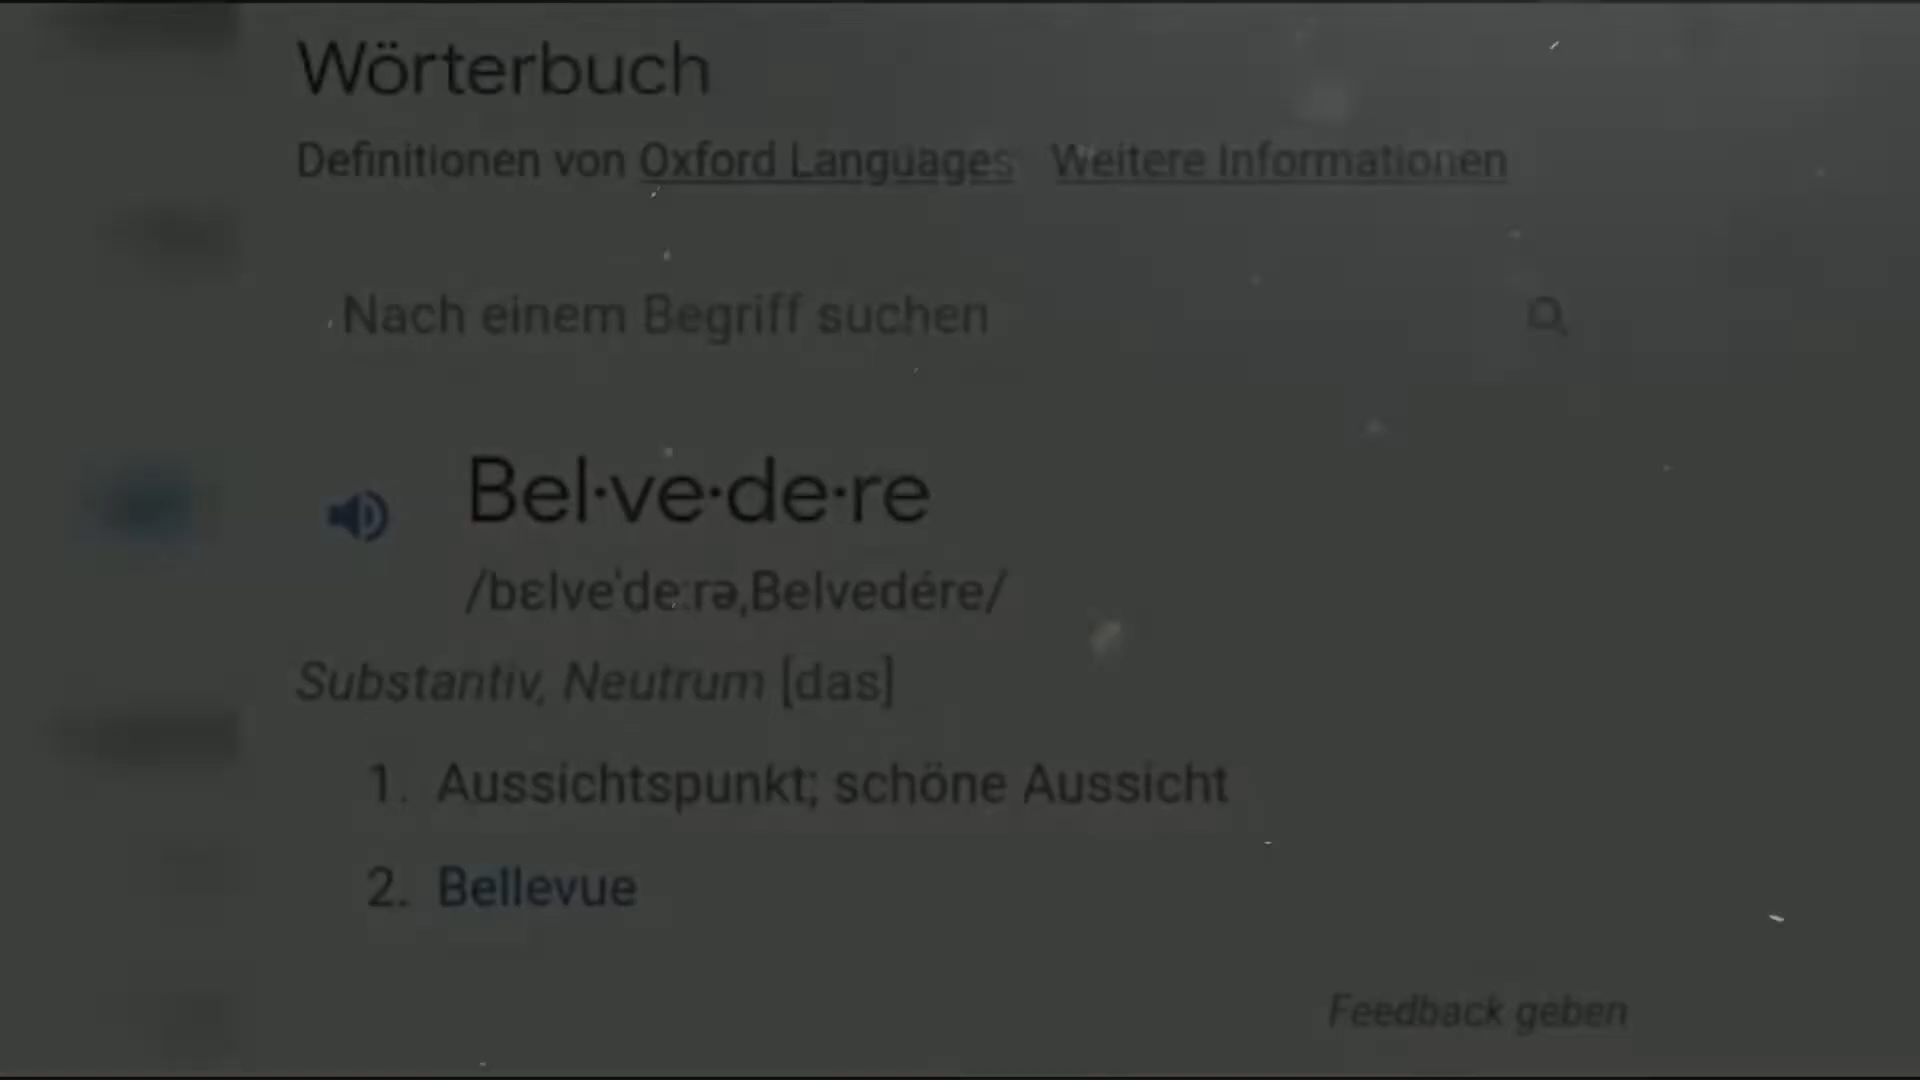 Wörterbuch
Definitionen von Oxford Languages Weitere Informationen
Nach einem Begriff suchen
Bel·ve·de·re
/bɛlveˈdeːrə,Belvedére/
Substantiv, Neutrum [das]
1. Aussichtspunkt; schöne Aussicht
2. Bellevue
Feedback geben